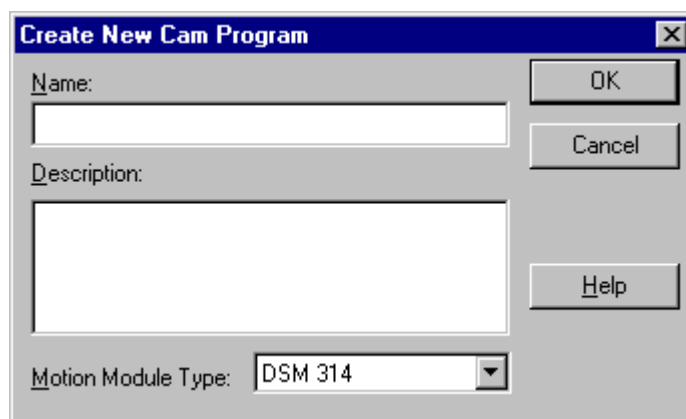 Create New Cam Program
Name:
OK
Cancel
Description:
Help
Motion Module Type: DSM 314